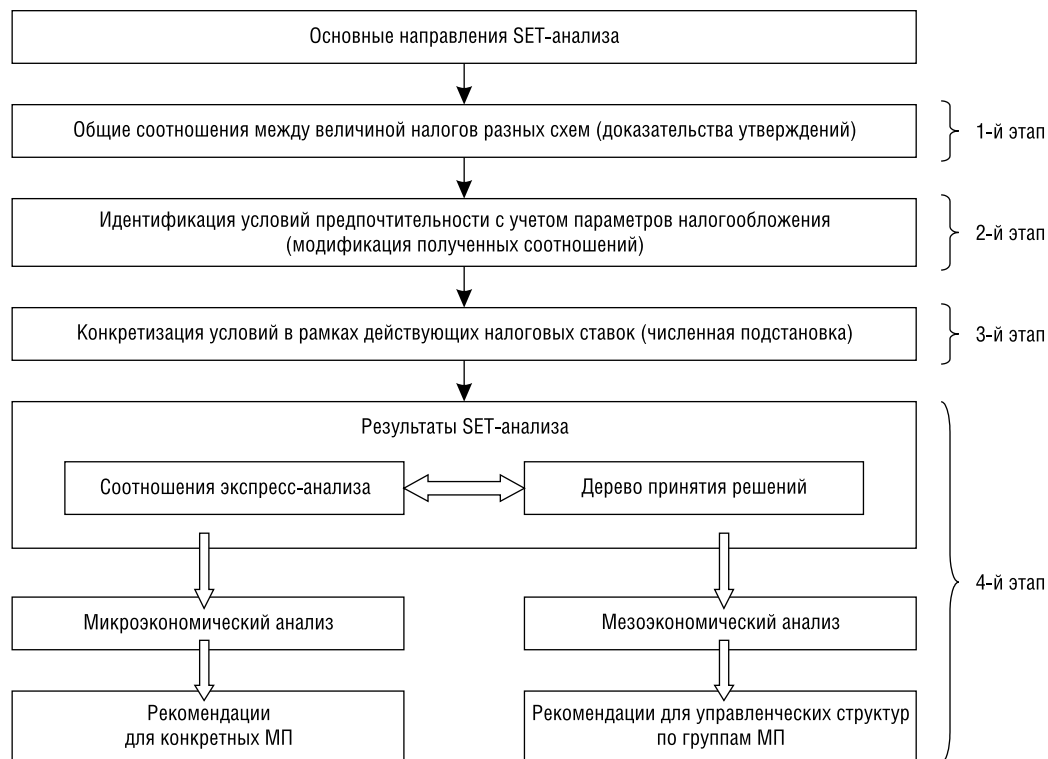 Основные направления SET-анализа
Общие соотношения между величиной налогов разных схем (доказательства утверждений)
1-й этап
Идентификация условий предпочтительности с учетом параметров налогообложения
(модификация полученных соотношений)
2-й этап
Конкретизация условий в рамках действующих налоговых ставок (численная подстановка)
3-й этап
Результаты SET-анализа
Соотношения экспресс-анализа
Дерево принятия решений
4-й этап
Микроэкономический анализ
Мезоэкономический анализ
Рекомендации
для конкретных МП
Рекомендации для управленческих структур
по группам МП